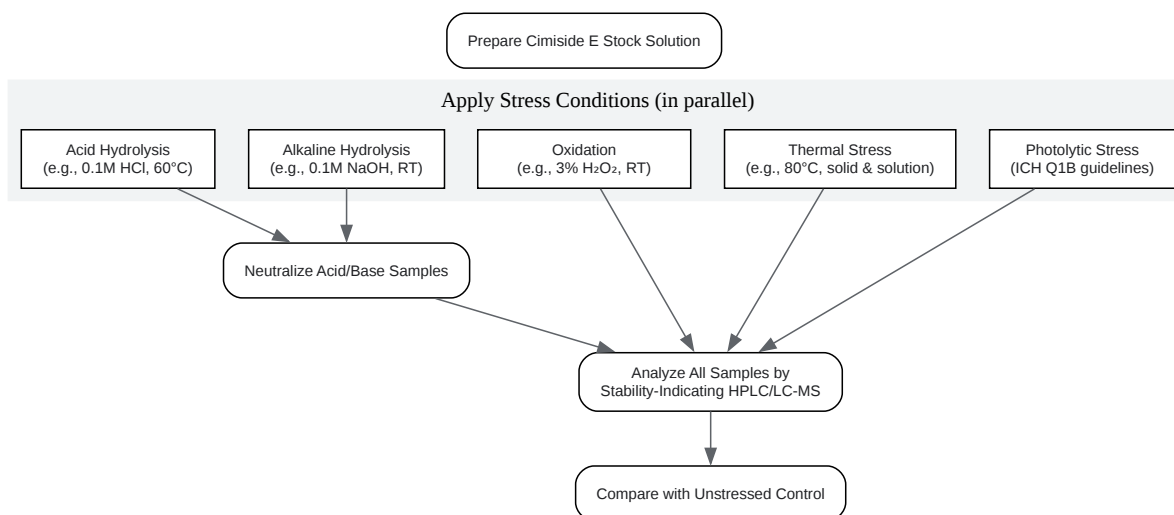 Prepare Cimiside E Stock Solution
Apply Stress Conditions (in parallel)
Acid Hydrolysis
(e.g., 0.1M HCl, 60°C)
Alkaline Hydrolysis
(e.g., 0.1M NaOH, RT)
Oxidation
(e.g., 3% H₂O₂, RT)
Thermal Stress
(e.g., 80°C, solid & solution)
Photolytic Stress
(ICH Q1B guidelines)
Neutralize Acid/Base Samples
Analyze All Samples by
Stability-Indicating HPLC/LC-MS
Compare with Unstressed Control